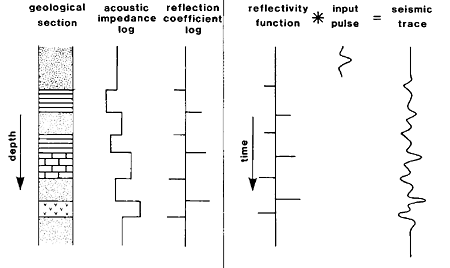 geological
section
acoustic
impedance
log
reflection
coefficient
log
reflectivity
function
*
input
pulse
=
seismic
trace
depth
time